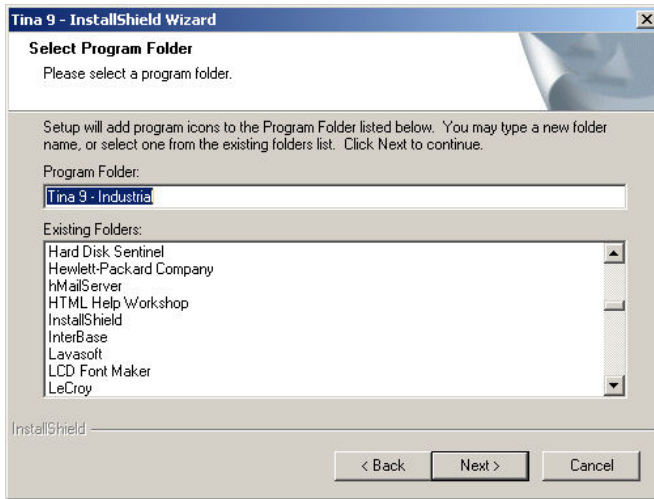 Tina 9 - InstallShield Wizard
Select Program Folder
Please select a program folder.
Setup will add program icons to the Program Folder listed below. You may type a new folder
name, or select one from the existing folders list. Click Next to continue.
Program Folder:
Tina 9 - Industrial
Existing Folders:
Hard Disk Sentinel
Hewlett-Packard Company
hMailServer
HTML Help Workshop
InstallShield
InterBase
Lavasoft
LCD Font Maker
LeCroy
InstallShield
< Back Next > Cancel